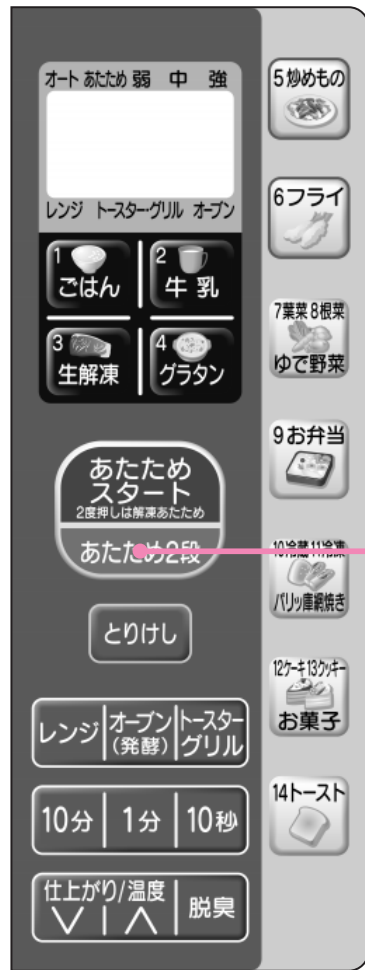 オート あたため 弱 中 強
レンジ トースター・グリル オーブン
1
ごはん
2
牛乳
3
生解凍
4
グラタン
あたため
スタート
2度押しは解凍あたため
あたため2段
とりけし
レンジ
オーブン
(発酵)
トースター
グリル
10分
1分
10秒
仕上がり/温度
脱臭
5炒めもの
6フライ
7葉菜 8根菜
ゆで野菜
9お弁当
10冷蔵 11冷凍
パリッ庫網焼き
12ケーキ 13クッキー
お菓子
14トースト